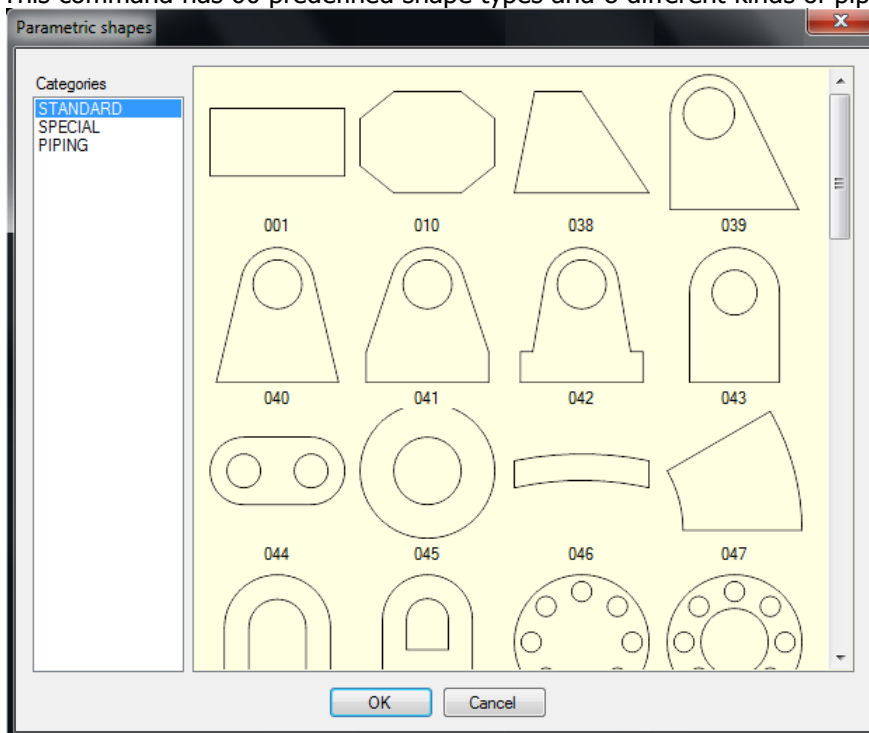 This command has 60 predefined shape types and 8 different kinds of pip
Parametric shapes
Categories
STANDARD
SPECIAL
PIPING
001 010 038 039
040 041 042 043
044 045 046 047
OK Cancel